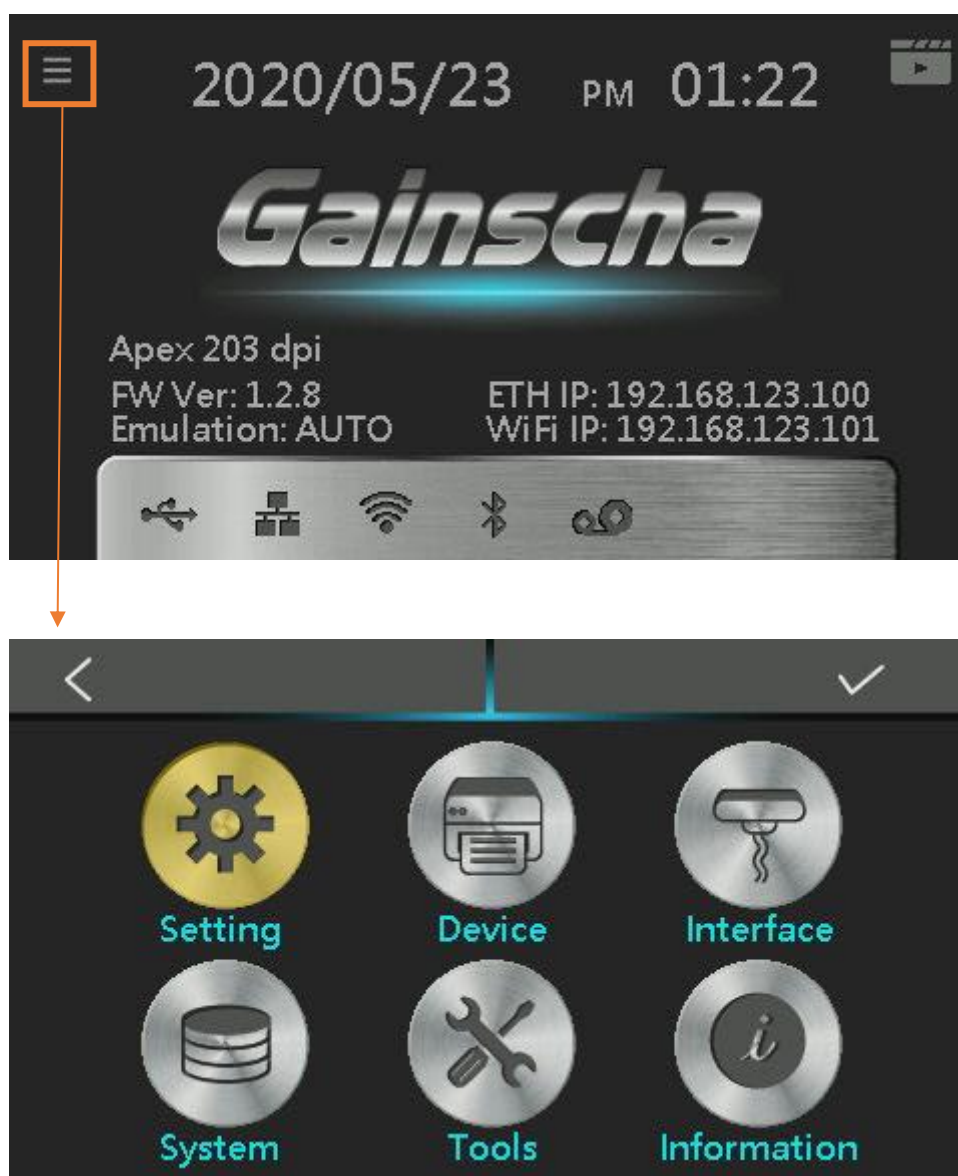 2020/05/23 PM 01:22
Gainscha
Apex 203 dpi
FW Ver: 1.2.8 ETH IP: 192.168.123.100
Emulation: AUTO WiFi IP: 192.168.123.101
Setting Device Interface
System Tools Information